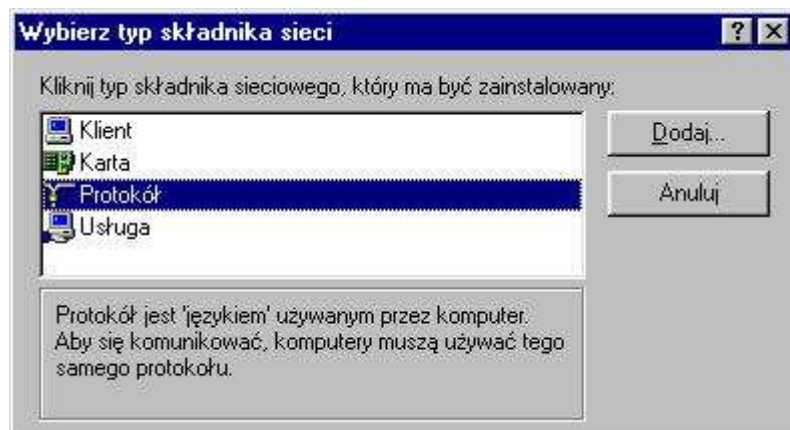 Wybierz typ składnika sieci
Kliknij typ składnika sieciowego, który ma być zainstalowany:
Klient
Karta
Protokół
Usługa
Dodaj...
Anuluj
Protokół jest 'językiem' używanym przez komputer.
Aby się komunikować, komputery muszą używać tego
samego protokołu.